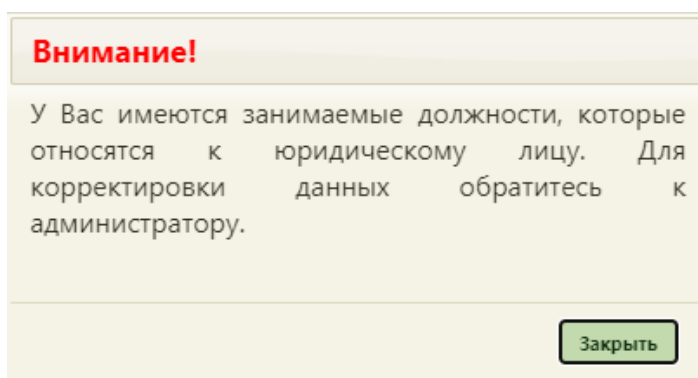 Внимание!
У Вас имеются занимаемые должности, которые
относятся к юридическому лицу. Для
корректировки данных обратитесь к
администратору.
Закрыть